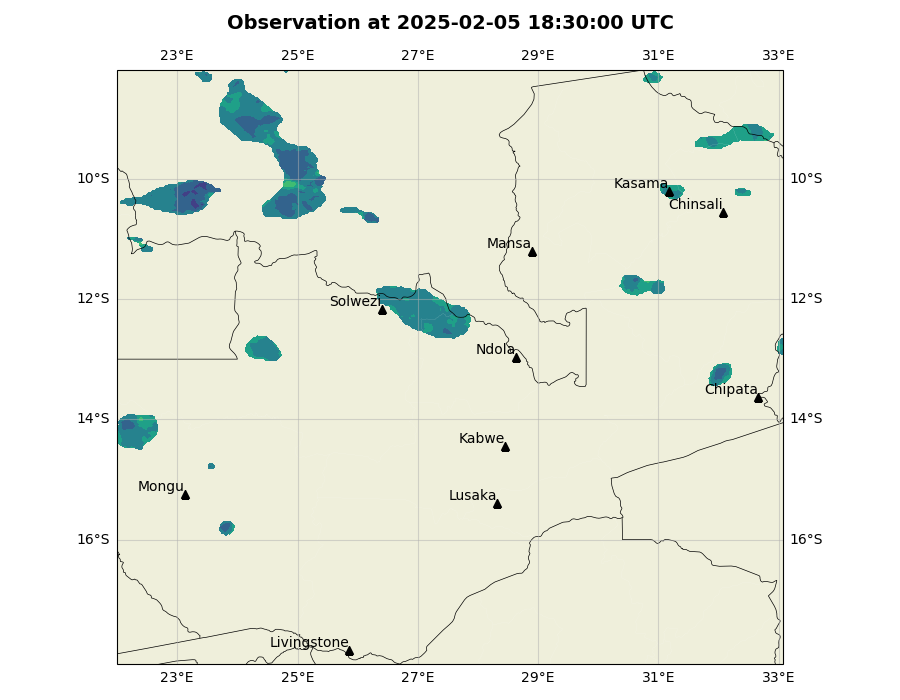 Observation at 2025-02-05 18:30:00 UTC
23°E 25°E 27°E 29°E 31°E 33°E
10°S 10°S
Kasama
Chinsali
Mansa
12°S 12°S
Solwezi
Ndola
Chipata
14°S 14°S
Kabwe
Mongu
Lusaka
16°S 16°S
Livingstone
23°E 25°E 27°E 29°E 31°E 33°E